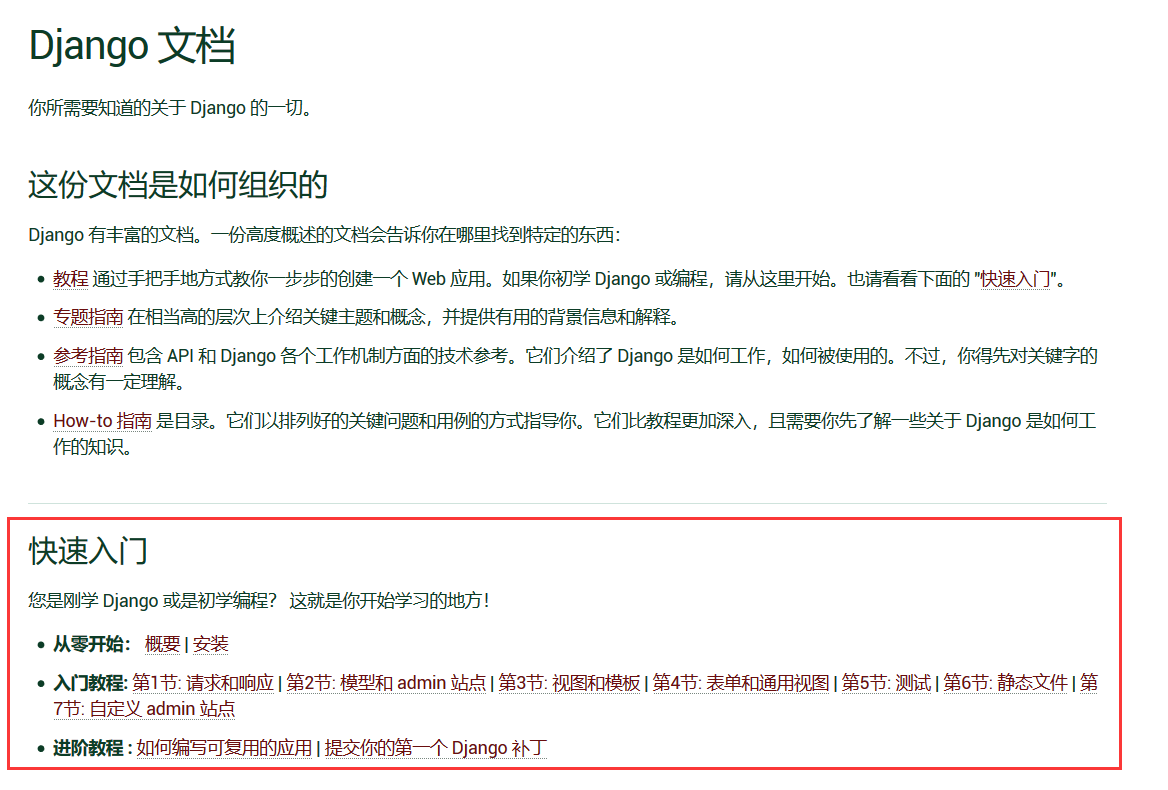 Django 文档
你所需要知道的关于 Django 的一切。
这份文档是如何组织的
Django 有丰富的文档。一份高度概述的文档会告诉你在哪里找到特定的东西：
• 教程 通过手把手地方式教你一步步的创建一个 Web 应用。如果你初学 Django 或编程，请从这里开始。也请看看下面的 "快速入门"。
• 专题指南 在相当高的层次上介绍关键主题和概念，并提供有用的背景信息和解释。
• 参考指南 包含 API 和 Django 各个工作机制方面的技术参考。它们介绍了 Django 是如何工作，如何被使用的。不过，你得先对关键字的
概念有一定理解。
• How-to 指南 是目录。它们以排列好的关键问题和用例的方式指导你。它们比教程更加深入，且需要你先了解一些关于 Django 是如何工
作的知识。
快速入门
您是刚学 Django 或是初学编程？ 这就是你开始学习的地方！
• 从零开始： 概要 | 安装
• 入门教程: 第1节: 请求和响应 | 第2节: 模型和 admin 站点 | 第3节: 视图和模板 | 第4节: 表单和通用视图 | 第5节: 测试 | 第6节: 静态文件 | 第
7节: 自定义 admin 站点
• 进阶教程 : 如何编写可复用的应用 | 提交你的第一个 Django 补丁